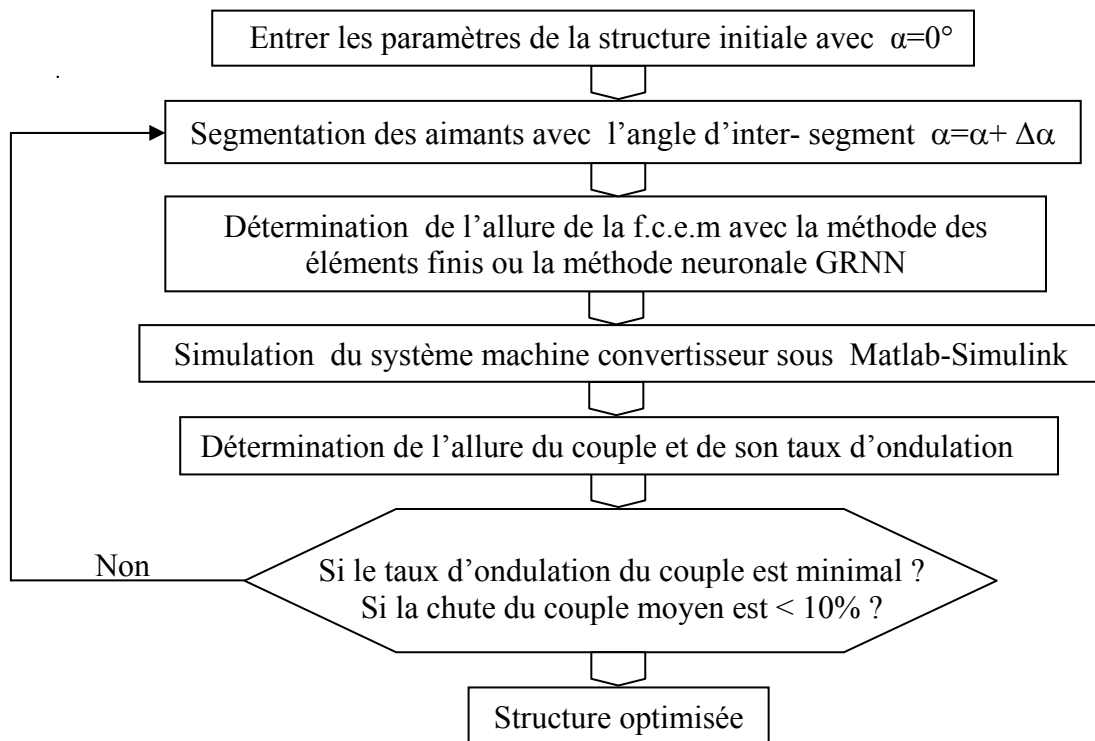 Entrer les paramètres de la structure initiale avec α=0°
Segmentation des aimants avec l’angle d’inter- segment α=α+ Δα
Détermination de l’allure de la f.c.e.m avec la méthode des
éléments finis ou la méthode neuronale GRNN
Simulation du système machine convertisseur sous Matlab-Simulink
Détermination de l’allure du couple et de son taux d’ondulation
Non
Si le taux d’ondulation du couple est minimal ?
Si la chute du couple moyen est < 10% ?
Structure optimisée